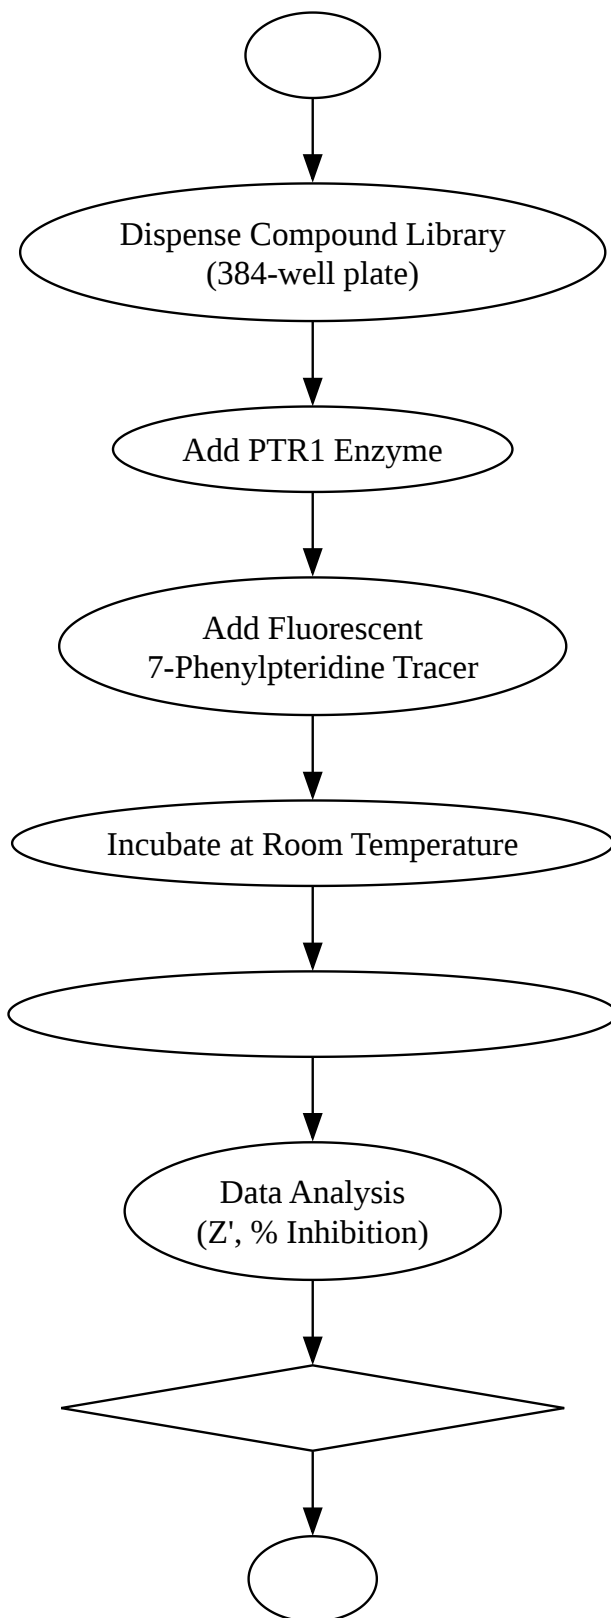 Dispense Compound Library
(384-well plate)
Add PTR1 Enzyme
Add Fluorescent
7-Phenylpteridine Tracer
Incubate at Room Temperature
Data Analysis
(Z', % Inhibition)